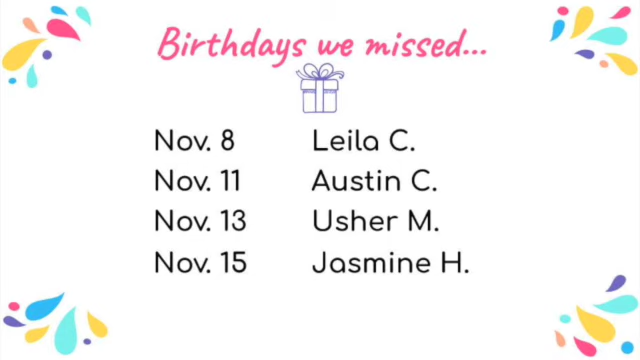 Birthdays we missed...
Nov. 8 Leila C.
Nov. 11 Austin C.
Nov. 13 Usher M.
Nov. 15 Jasmine H.